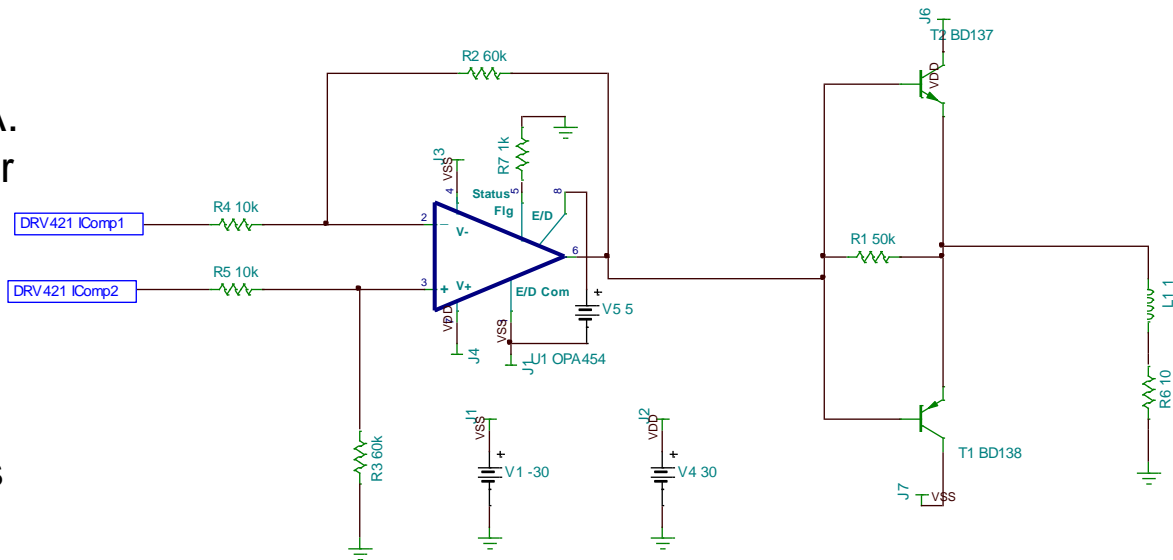 A.
r
s
R2 60k
R7 1k
J3
VSS
4
Status
Flg
5
8
E/D
DRV421 IComp1
R4 10k
2
V-
6
DRV421 IComp2
R5 10k
3
+
V+
E/D Com
VDD
J4
VSS
J1
+
V5 5
U1 OPA454
R3 60k
J1
VSS
+
V1 -30
J2
VDD
+
V4 30
J6
T2 BD137
VDD
R1 50k
L1 1
R6 10
T1 BD138
J7
VSS